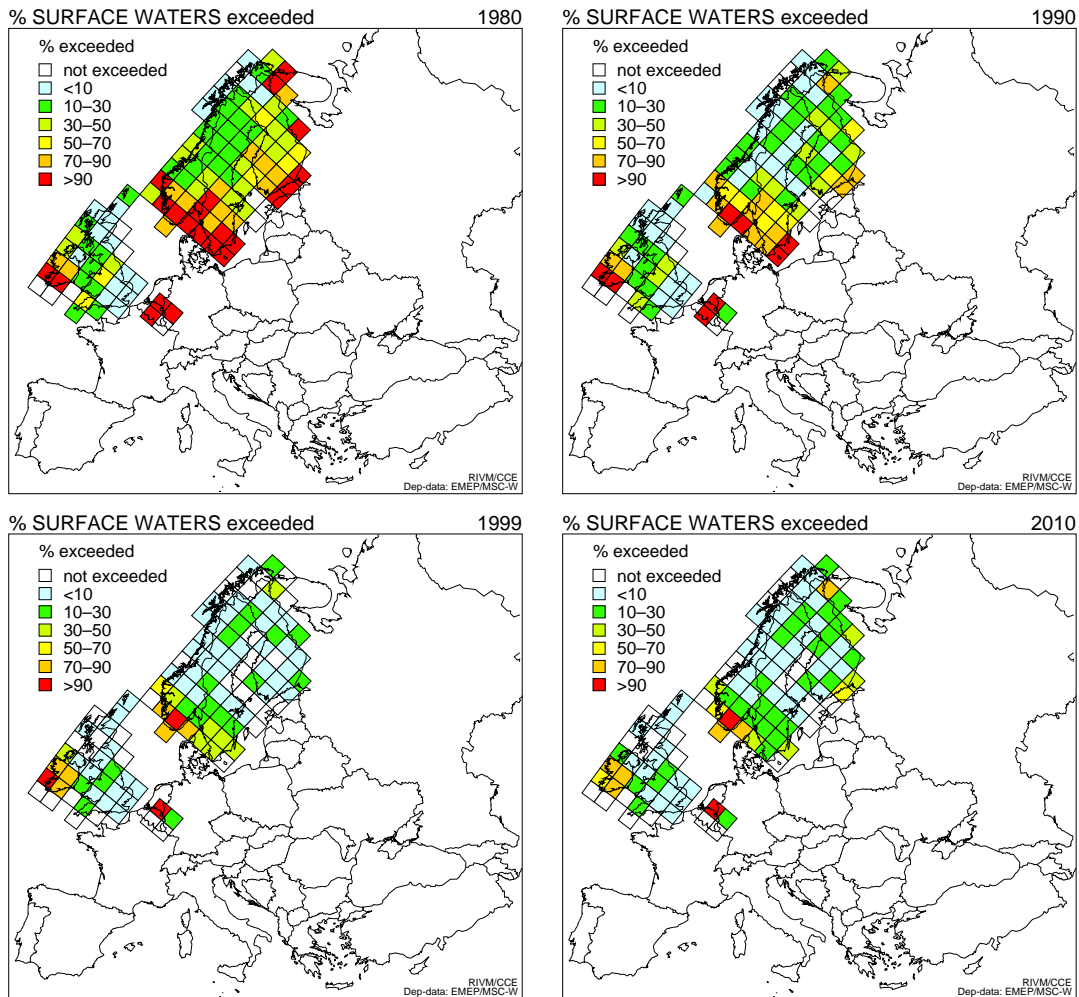 % SURFACE WATERS exceeded 1980
% exceeded
not exceeded
<10
10–30
30–50
50–70
70–90
>90
RIVM/CCE
Dep-data: EMEP/MSC-W
% SURFACE WATERS exceeded 1990
% exceeded
not exceeded
<10
10–30
30–50
50–70
70–90
>90
RIVM/CCE
Dep-data: EMEP/MSC-W
% SURFACE WATERS exceeded 1999
% exceeded
not exceeded
<10
10–30
30–50
50–70
70–90
>90
RIVM/CCE
Dep-data: EMEP/MSC-W
% SURFACE WATERS exceeded 2010
% exceeded
not exceeded
<10
10–30
30–50
50–70
70–90
>90
RIVM/CCE
Dep-data: EMEP/MSC-W